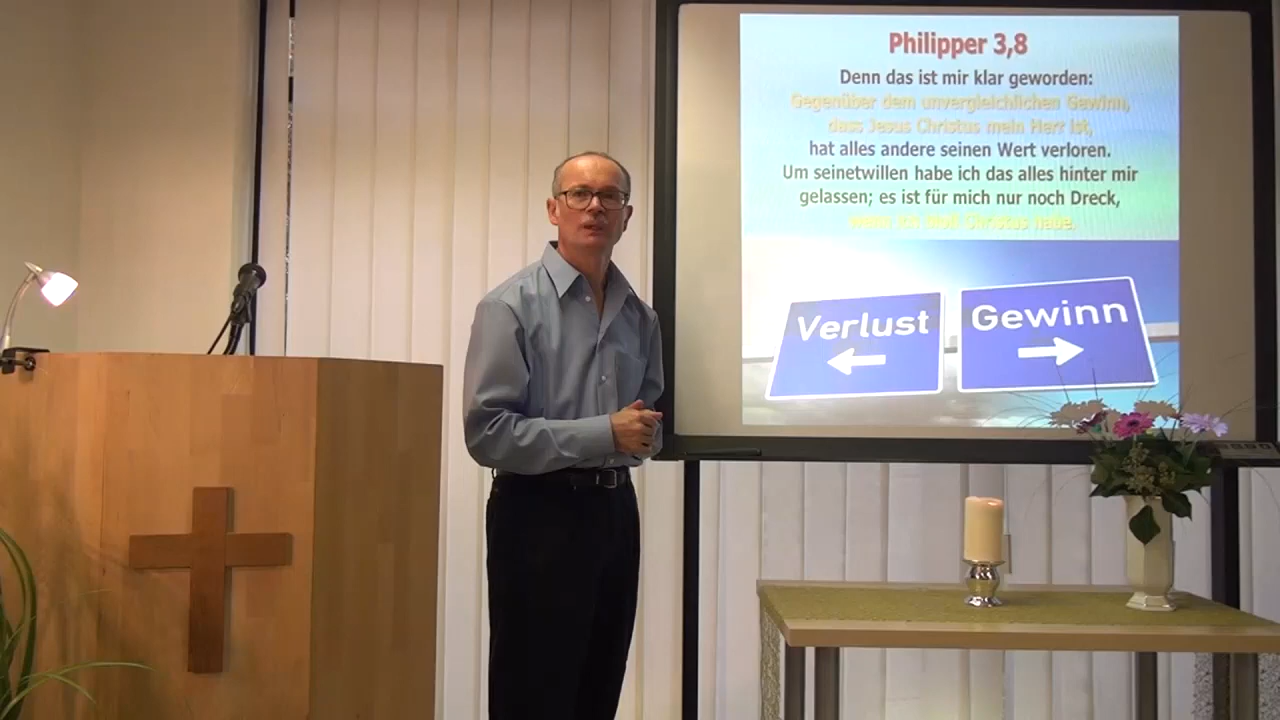 Philipper 3,8
Denn das ist mir klar geworden:
Gegenüber dem unvergleichlichen Gewinn,
dass Jesus Christus mein Herr ist,
hat alles andere seinen Wert verloren.
Um seinetwillen habe ich das alles hinter mir
gelassen; es ist für mich nur noch Dreck,
wenn ich bloß Christus habe.
Verlust
Gewinn